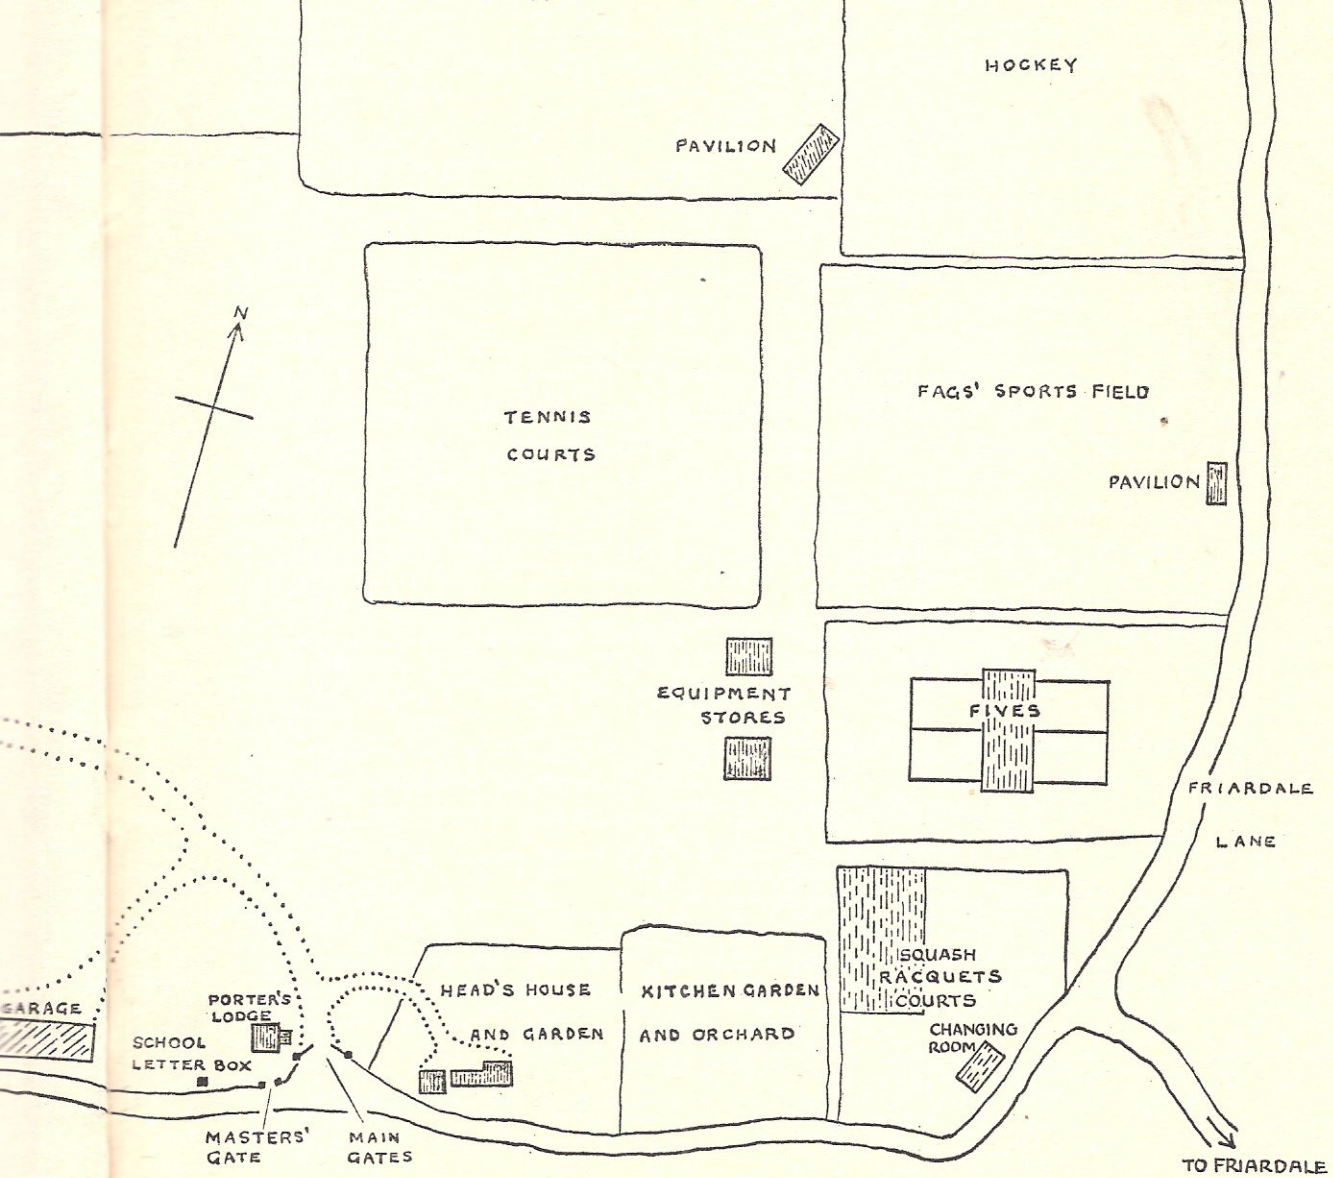 HOCKEY
PAVILION
N
FAGS' SPORTS FIELD
TENNIS
COURTS
PAVILION
EQUIPMENT
STORES
FIVES
FRIARDALE
LANE
SQUASH
RACQUETS
COURTS
HEAD'S HOUSE
AND GARDEN
KITCHEN GARDEN
AND ORCHARD
GARAGE
PORTER'S
LODGE
SCHOOL
LETTER BOX
CHANGING
ROOM
MASTERS'
GATE
MAIN
GATES
TO FRIARDALE